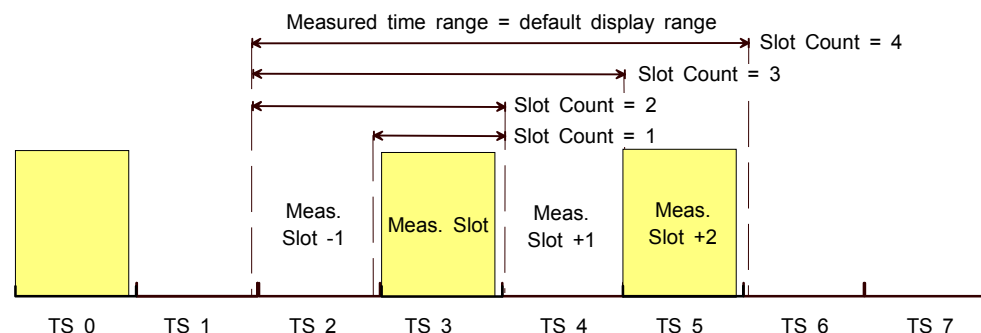 Measured time range = default display range
Slot Count = 4
Slot Count = 3
Slot Count = 2
Slot Count = 1
Meas.
Slot -1
Meas. Slot
Meas.
Slot +1
Meas.
Slot +2
TS 0
TS 1
TS 2
TS 3
TS 4
TS 5
TS 6
TS 7